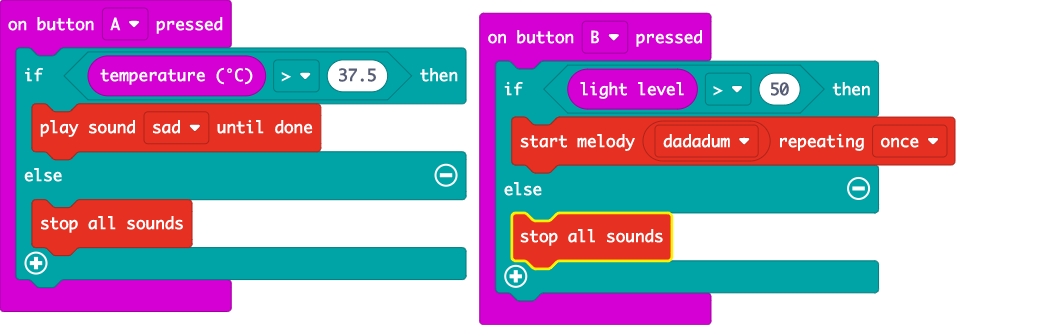 on button A pressed
if temperature (°C) > 37.5 then
play sound sad until done
else
stop all sounds
on button B pressed
if light level > 50 then
start melody dadadum repeating once
else
stop all sounds